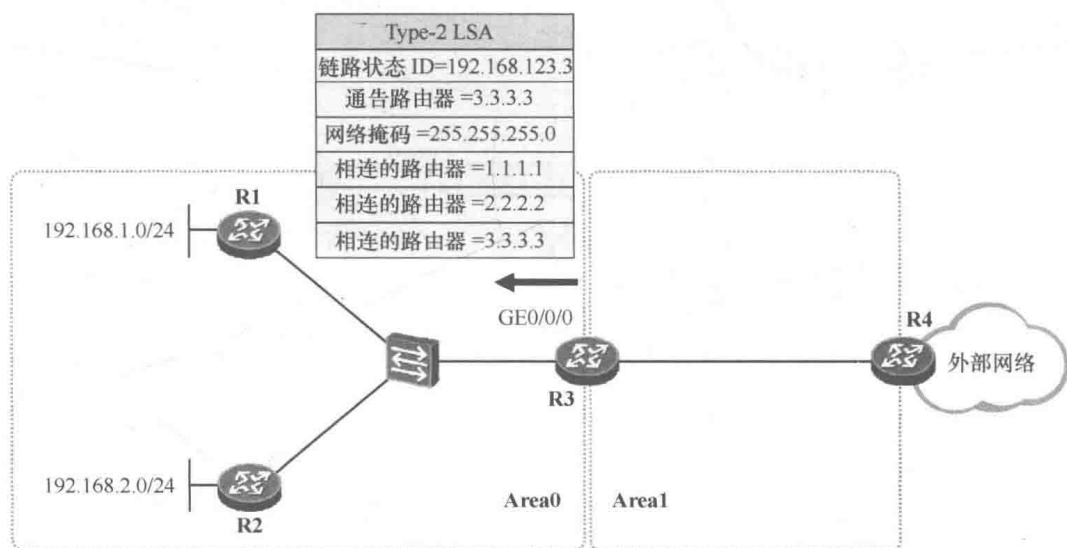 Type-2 LSA
链路状态 ID=192.168.123.3
通告路由器 =3.3.3.3
网络掩码 =255.255.255.0
相连的路由器 =1.1.1.1
相连的路由器 =2.2.2.2
相连的路由器 =3.3.3.3
R1
192.168.1.0/24
GE0/0/0
R4
外部网络
R3
192.168.2.0/24
R2
Area0
Area1